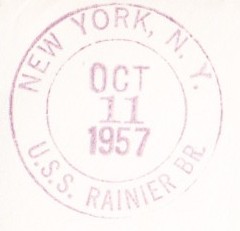 NEW YORK, N.Y.
OCT
11
1957
U.S.S. RAINIER BR.